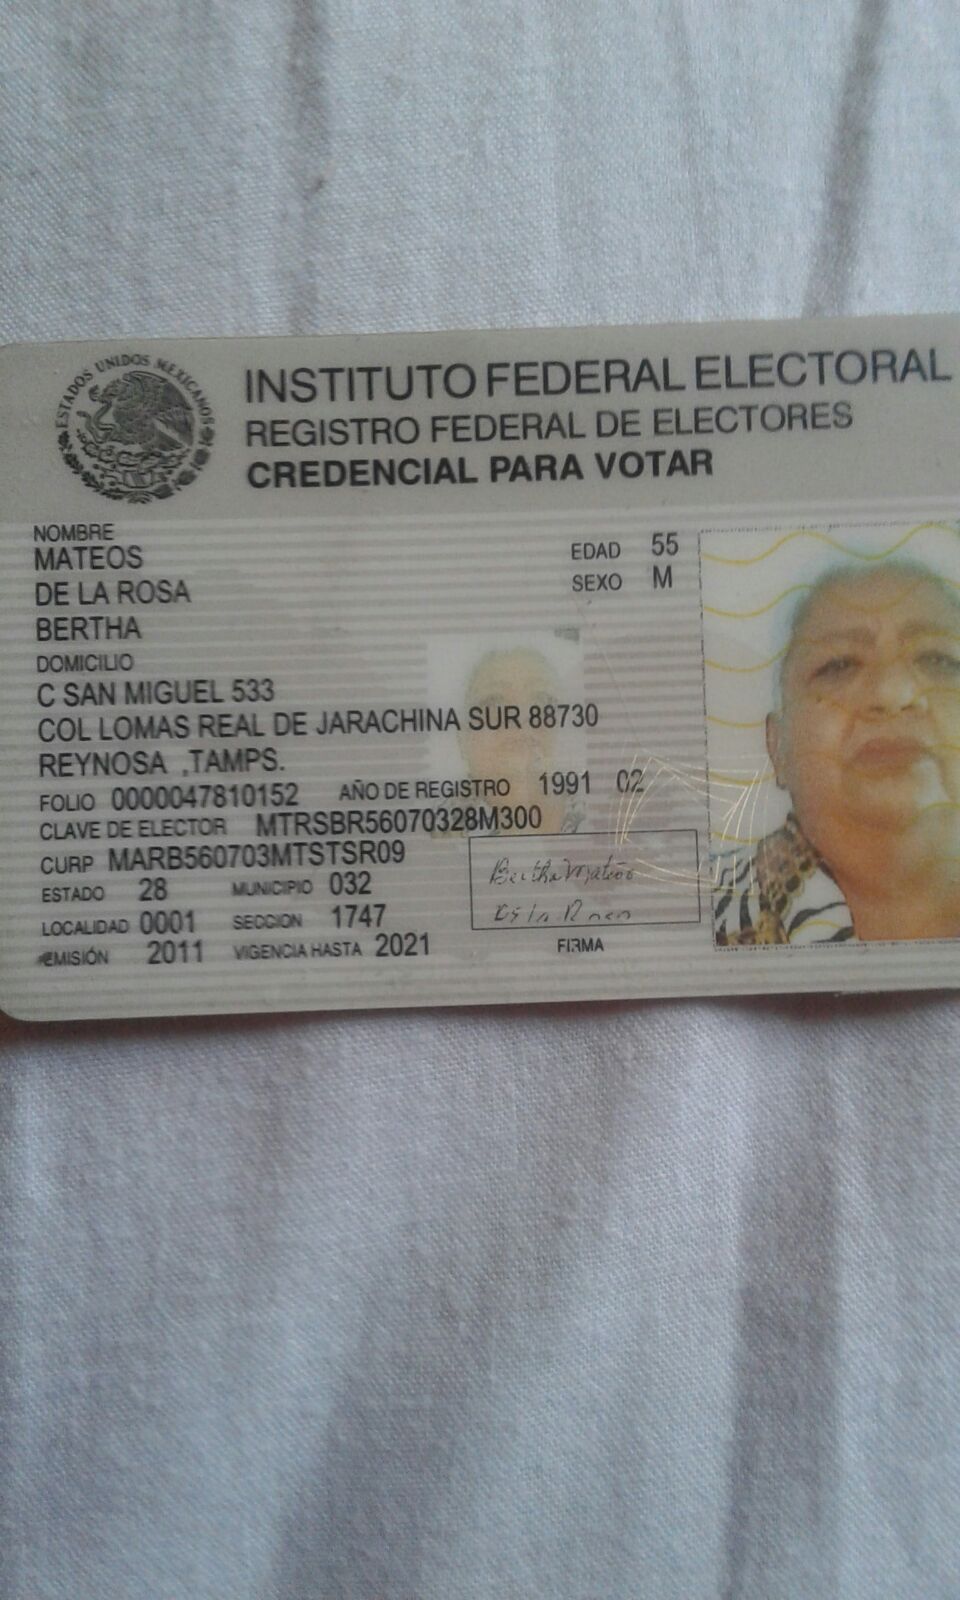 ESTADOS UNIDOS MEXICANOS
INSTITUTO FEDERAL ELECTORAL
REGISTRO FEDERAL DE ELECTORES
CREDENCIAL PARA VOTAR
NOMBRE
MATEOS
DE LA ROSA
BERTHA
EDAD 55
SEXO M
DOMICILIO
C SAN MIGUEL 533
COL LOMAS REAL DE JARACHINA SUR 88730
REYNOSA ,TAMPS.
FOLIO 0000047810152 AÑO DE REGISTRO 1991 02
CLAVE DE ELECTOR MTRSBR56070328M300
CURP MARB560703MTSTSR09
ESTADO 28 MUNICIPIO 032
LOCALIDAD 0001 SECCION 1747
EMISIÓN 2011 VIGENCIA HASTA 2021
Bertha Mateos
FIRMA